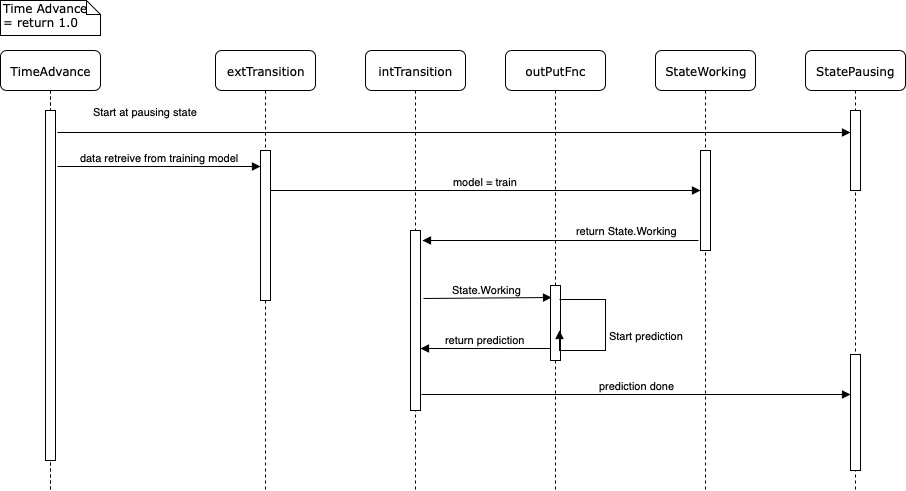 Time Advance
= return 1.0
TimeAdvance
extTransition
intTransition
outPutFnc
StateWorking
StatePausing
Start at pausing state
data retreive from training model
model = train
return State.Working
State.Working
Start prediction
return prediction
prediction done